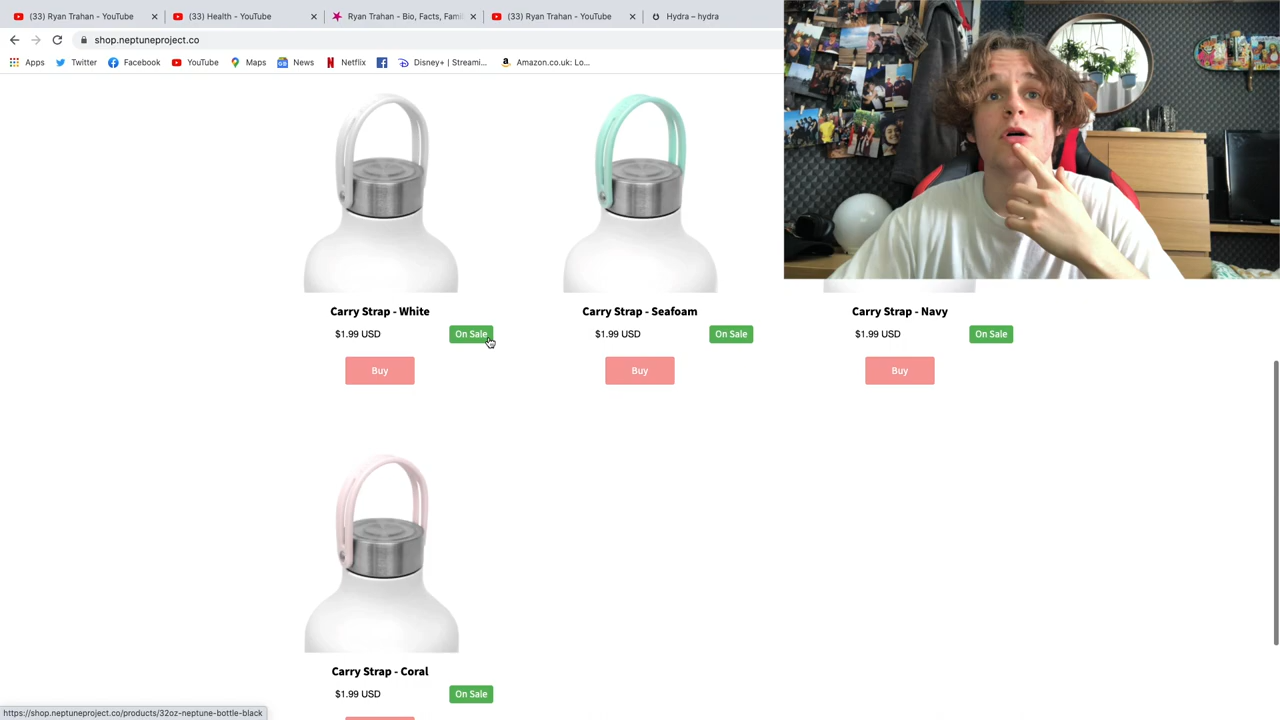 (33) Ryan Trahan - YouTube
(33) Health - YouTube
Ryan Trahan - Bio, Facts, Fami
(33) Ryan Trahan - YouTube
Hydra – hydra
shop.neptuneproject.co
Apps
Twitter
Facebook
YouTube
Maps
News
Netflix
Disney+ | Streami...
Amazon.co.uk: Lo...
Carry Strap - White
$1.99 USD
On Sale
Buy
Carry Strap - Seafoam
$1.99 USD
On Sale
Buy
Carry Strap - Navy
$1.99 USD
On Sale
Buy
Carry Strap - Coral
$1.99 USD
On Sale
https://shop.neptuneproject.co/products/32oz-neptune-bottle-black